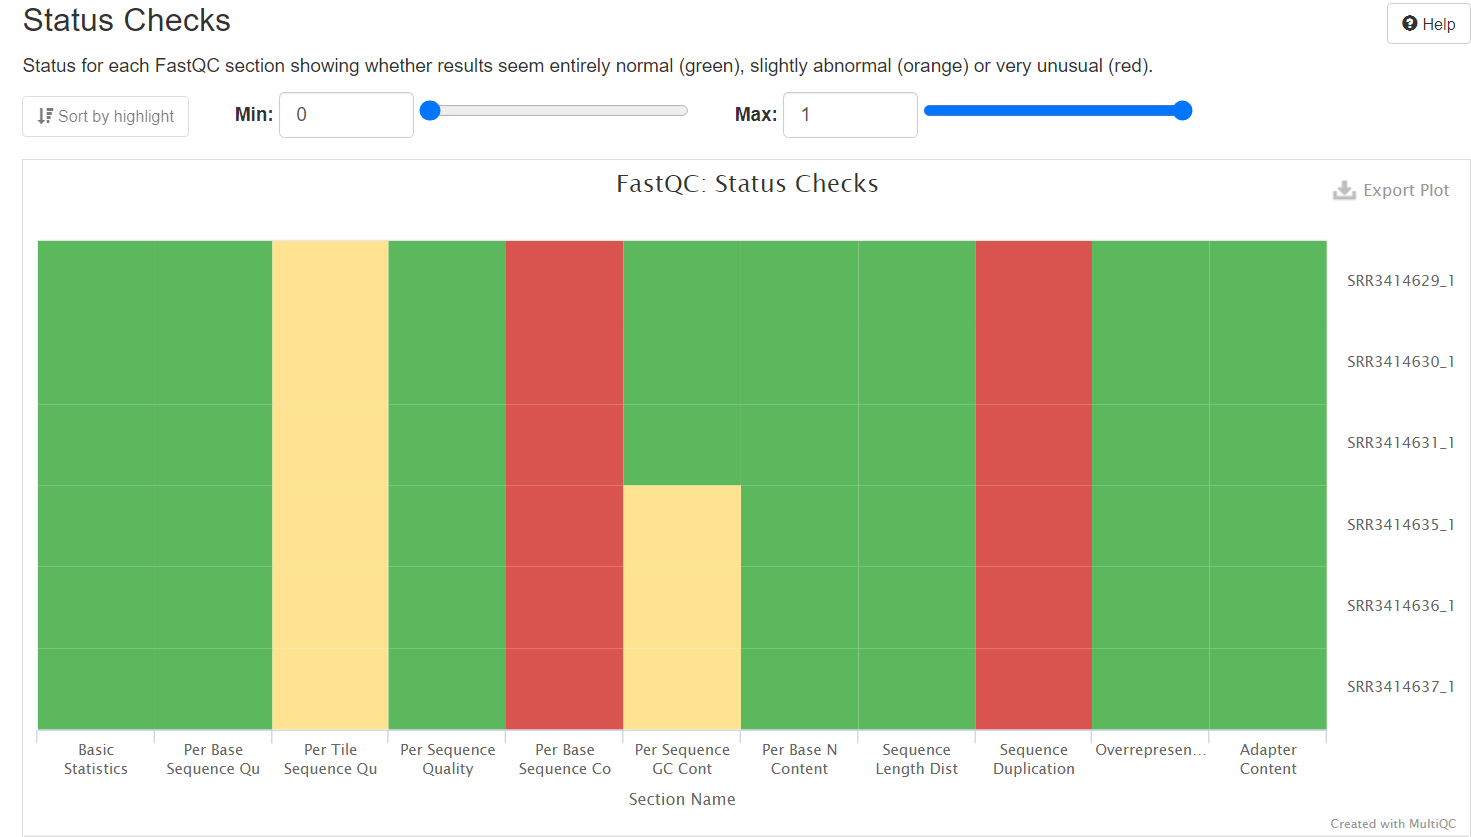 Status Checks
Help
Status for each FastQC section showing whether results seem entirely normal (green), slightly abnormal (orange) or very unusual (red).
Sort by highlight
Min: 0
Max: 1
FastQC: Status Checks
Export Plot
SRR3414629_1
SRR3414630_1
SRR3414631_1
SRR3414635_1
SRR3414636_1
SRR3414637_1
Basic
Statistics
Per Base
Sequence Qu
Per Tile
Sequence Qu
Per Sequence
Quality
Per Base
Sequence Co
Per Sequence
GC Cont
Per Base N
Content
Sequence
Length Dist
Sequence
Duplication
Overrepresen...
Adapter
Content
Section Name
Created with MultiQC